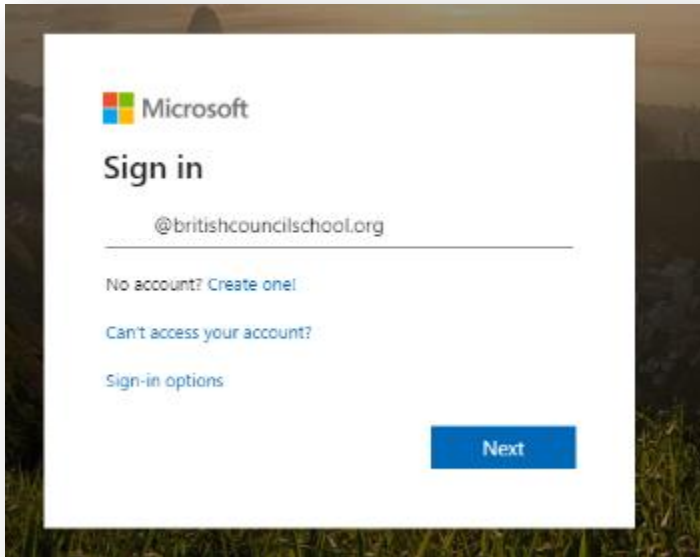 Microsoft
Sign in
@britishcouncilschool.org
No account? Create one!
Can't access your account?
Sign-in options
Next